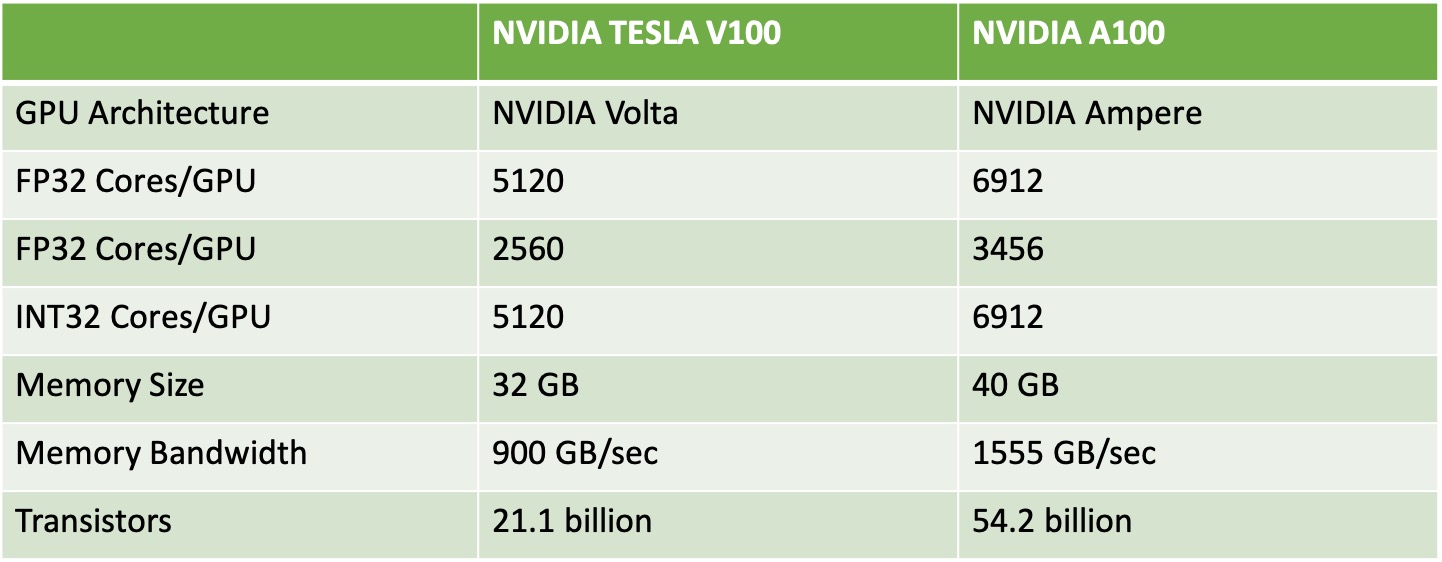 NVIDIA TESLA V100 NVIDIA A100
GPU Architecture NVIDIA Volta NVIDIA Ampere
FP32 Cores/GPU 5120 6912
FP32 Cores/GPU 2560 3456
INT32 Cores/GPU 5120 6912
Memory Size 32 GB 40 GB
Memory Bandwidth 900 GB/sec 1555 GB/sec
Transistors 21.1 billion 54.2 billion